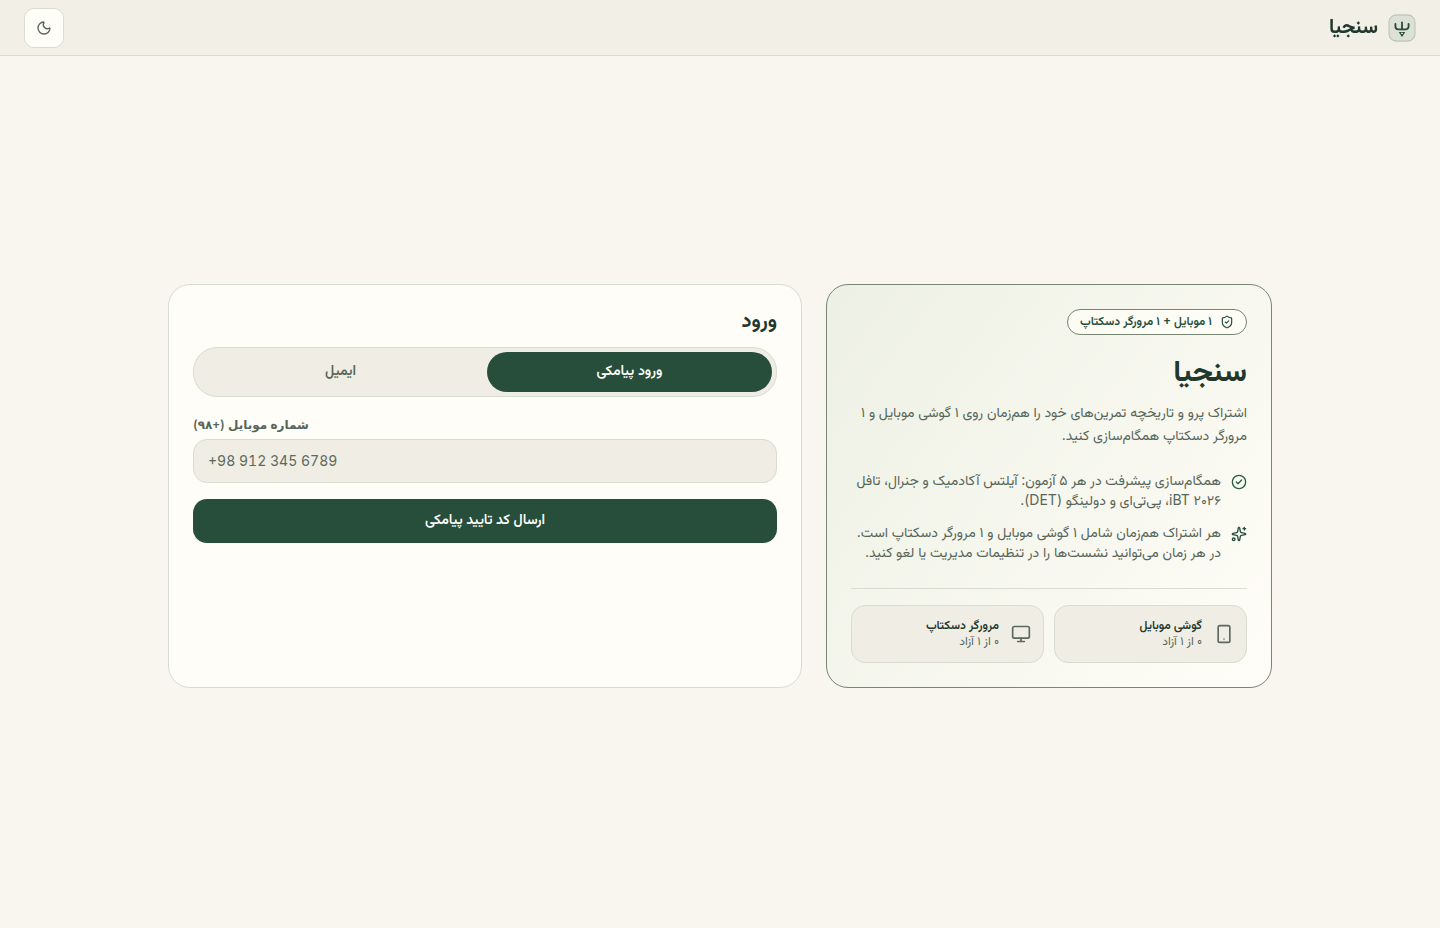 سنجیا
۱ موبایل + ۱ مرورگر دسکتاپ
سنجیا
اشتراک پرو و تاریخچه تمرین‌های خود را هم‌زمان روی ۱ گوشی موبایل و ۱
مرورگر دسکتاپ همگام‌سازی کنید.
همگام‌سازی پیشرفت در هر ۵ آزمون: آیلتس آکادمیک و جنرال، تافل
iBT ۲۰۲۶، پی‌تی‌ای و دولینگو (DET).
هر اشتراک هم‌زمان شامل ۱ گوشی موبایل و ۱ مرورگر دسکتاپ است.
در هر زمان می‌توانید نشست‌ها را در تنظیمات مدیریت یا لغو کنید.
گوشی موبایل
۰ از ۱ آزاد
مرورگر دسکتاپ
۰ از ۱ آزاد
ورود
ورود پیامکی
ایمیل
شماره موبایل (+۹۸)
+98 912 345 6789
ارسال کد تایید پیامکی